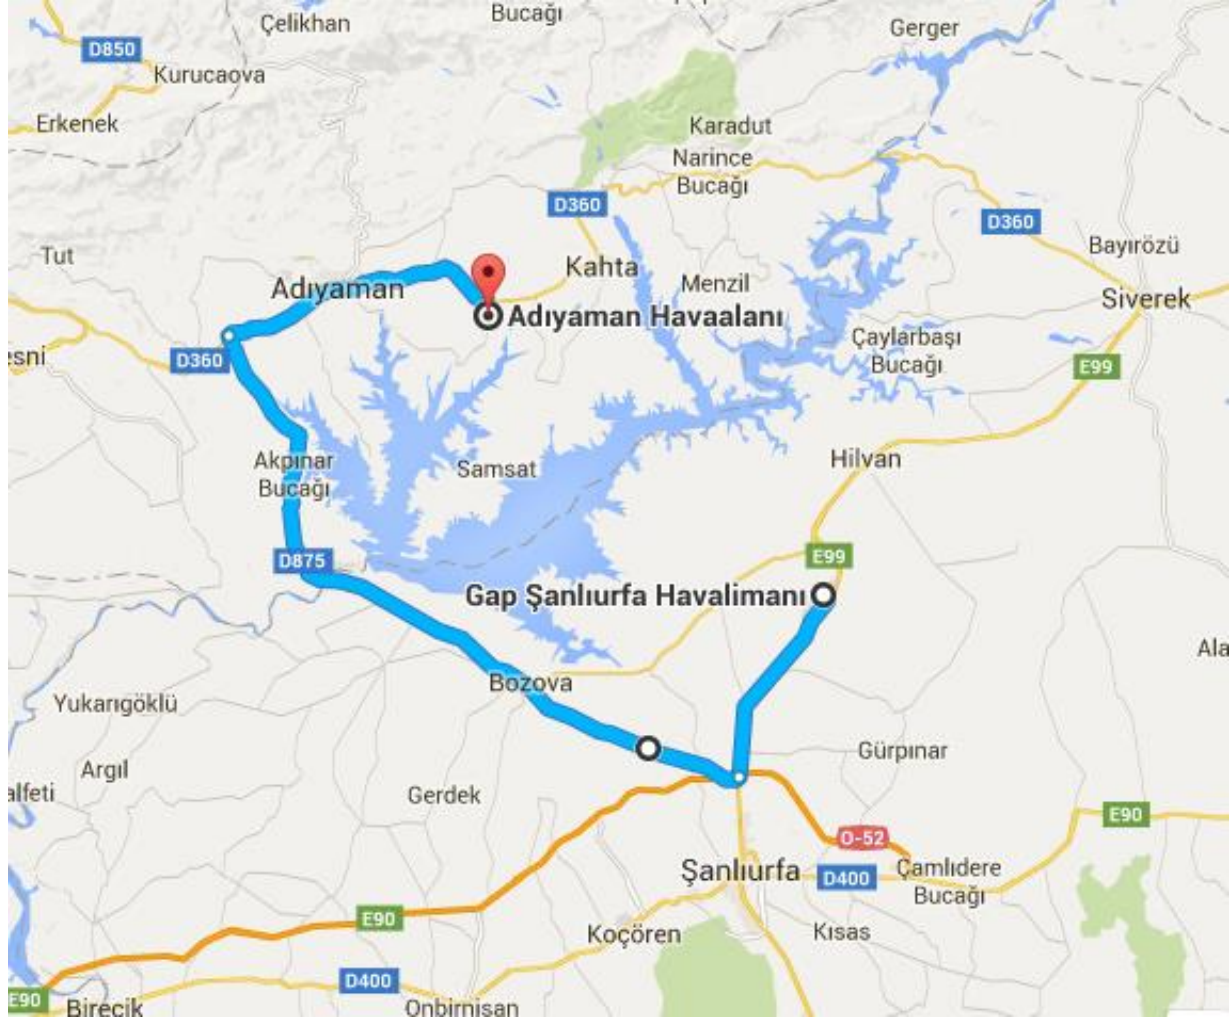 Çelikhan
Bucağı
Gerger
D850
Kurucaova
Erkenek
Karadut
Narince
Bucağı
D360
D360
Tut
Bayırözü
Kahta
Menzil
Adıyaman
Siverek
Adıyaman Havaalanı
Çaylarbaşı
Bucağı
esni
D360
E99
Hilvan
Akpınar
Bucağı
Samsat
D875
E99
Gap Şanlıurfa Havalimanı
Ala
Bozova
Yukarıgöklü
Gürpınar
Argıl
alfeti
Gerdek
E90
O-52
Şanlıurfa
D400
Çamlıdere
Bucağı
E90
Koçören
Kısas
D400
E90
Birecik
Onbirnisan